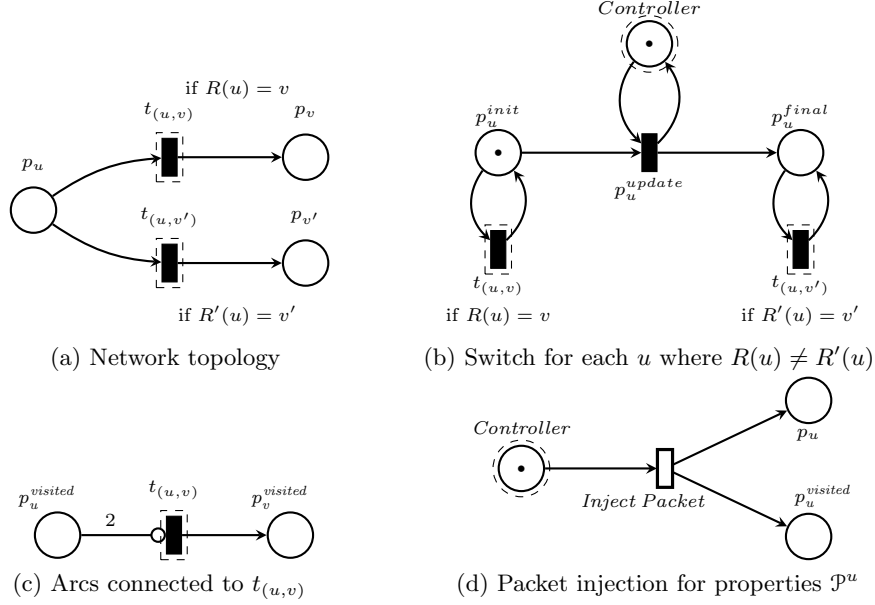 if R(u) = v
t_(u,v)
p_v
p_u
t_(u,v')
p_v'
if R'(u) = v'
(a) Network topology
Controller
p_u^init
p_u^final
p_u^update
t_(u,v)
t_(u,v')
if R(u) = v
if R'(u) = v'
(b) Switch for each u where R(u) ≠ R'(u)
p_u^visited
t_(u,v)
p_v^visited
2
(c) Arcs connected to t_(u,v)
Controller
p_u
Inject Packet
p_u^visited
(d) Packet injection for properties 𝒫^u